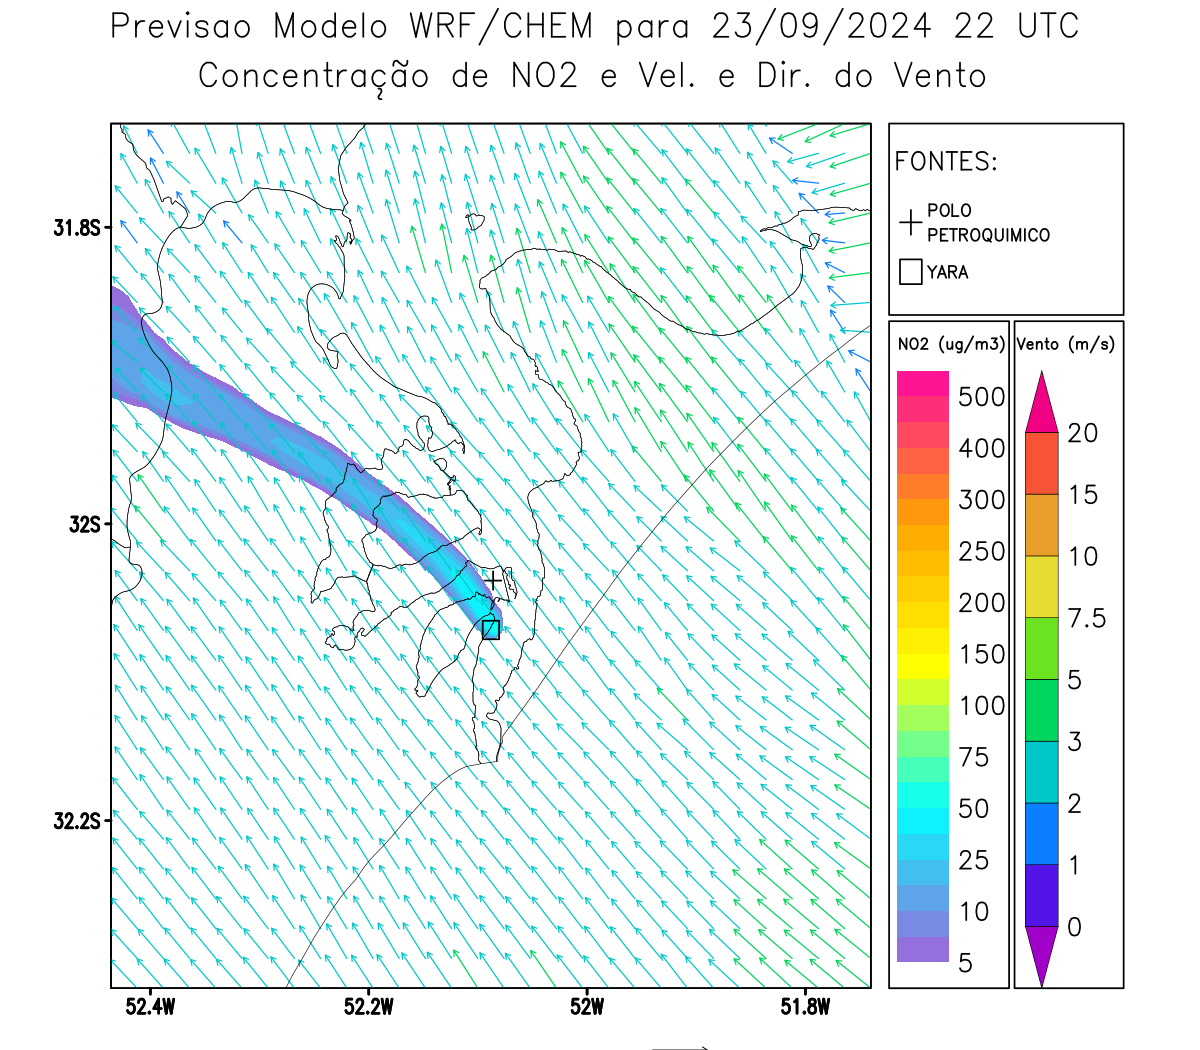 Previsao Modelo WRF/CHEM para 23/09/2024 22 UTC
Concentração de NO2 e Vel. e Dir. do Vento
FONTES:
POLO
PETROQUIMICO
YARA
31.8S
32S
32.2S
52.4W
52.2W
52W
51.8W
NO2 (ug/m3)
500
400
300
250
200
150
100
75
50
25
10
5
Vento (m/s)
20
15
10
7.5
5
3
2
1
0